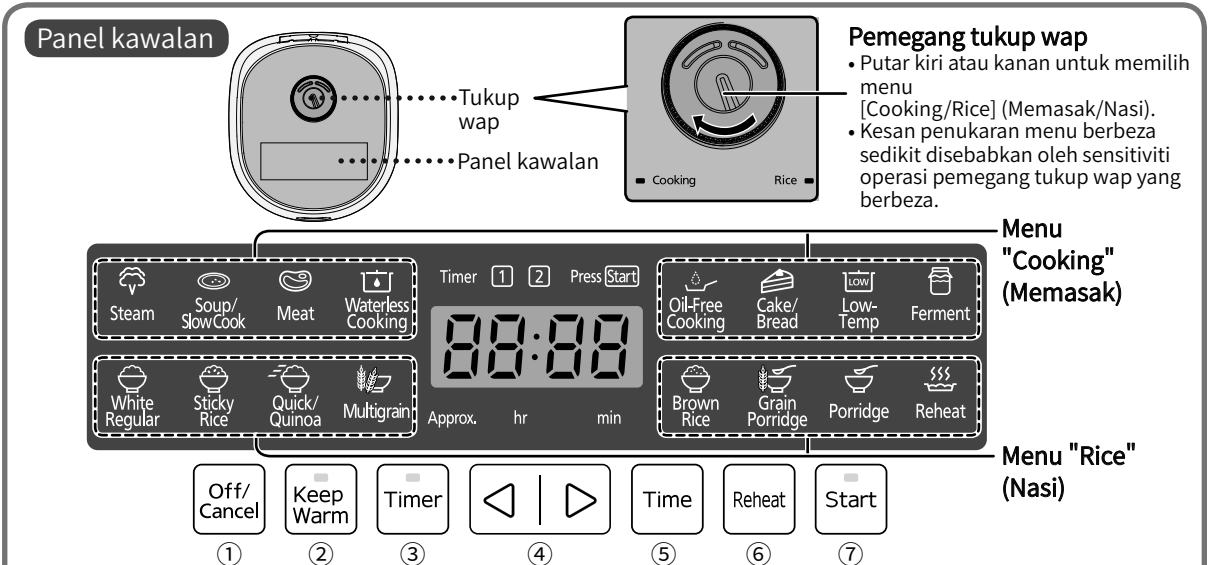 Panel kawalan
Tukup
wap
Panel kawalan
Cooking
Rice
Pemegang tukup wap
• Putar kiri atau kanan untuk memilih
menu
[Cooking/Rice] (Memasak/Nasi).
• Kesan penukaran menu berbeza
sedikit disebabkan oleh sensitiviti
operasi pemegang tukup wap yang
berbeza.
Menu
"Cooking"
(Memasak)
Steam
Soup/
Slow Cook
Meat
Waterless
Cooking
Timer 1 2 Press Start
88:88
Approx. hr min
Oil-Free
Cooking
Cake/
Bread
LOW
Low-
Temp
Ferment
White
Regular
Sticky
Rice
Quick/
Quinoa
Multigrain
Brown
Rice
Grain
Porridge
Porridge
Reheat
Menu "Rice"
(Nasi)
Off/
Cancel
Keep
Warm
Timer
Time
Reheat
Start
① ② ③ ④ ⑤ ⑥ ⑦